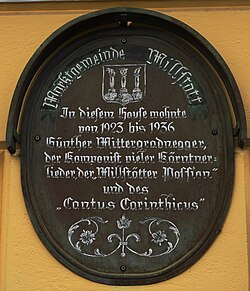 Marktgemeinde Millstatt
In diesem Hause wohnte
von 1923 bis 1936
Günther Mittergradnegger,
der Komponist vieler Kärntner-
lieder, der „Millstätter Passion”
und des
„Cantus Carinthicus”